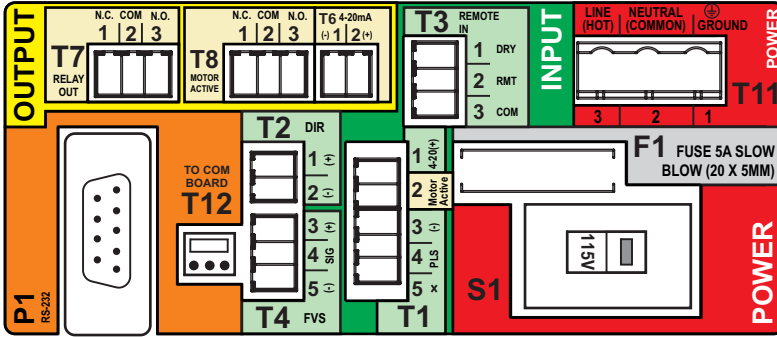 OUTPUT
N.C. COM N.O.
1 2 3
T7
RELAY
OUT
N.C. COM N.O.
1 2 3
T8
MOTOR
ACTIVE
T6 4-20mA
(-) 1 2 (+)
T3 REMOTE
IN
1 DRY
2 RMT
3 COM
INPUT
LINE
(HOT)
NEUTRAL
(COMMON)
GROUND
POWER
T11
3 2 1
P1
RS-232
TO COM
BOARD
T12
T2 DIR
1 (+)
2 (-)
3 (+)
4 SIG
5 (-)
T4 FVS
1 4-20(+)
2 Motor
Active
3 (-)
4 PLS
5 x
T1
F1 FUSE 5A SLOW
BLOW (20 X 5MM)
S1
115V
POWER